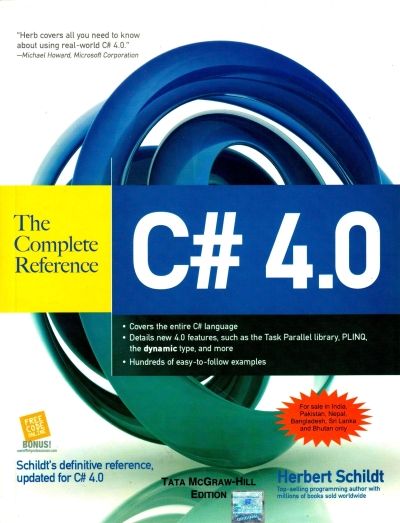 "Herb covers all you need to know
about using real-world C# 4.0."
—Michael Howard, Microsoft Corporation
The
Complete
Reference
C# 4.0
• Covers the entire C# language
• Details new 4.0 features, such as the Task Parallel library, PLINQ,
the dynamic type, and more
• Hundreds of easy-to-follow examples
For sale in India,
Pakistan, Nepal,
Bangladesh, Sri Lanka
and Bhutan only
FREE
CODE
ONLINE
BONUS!
Schildt's definitive reference,
updated for C# 4.0
TATA MCGRAW-HILL
EDITION
Herbert Schildt
Top-selling programming author with
millions of books sold worldwide